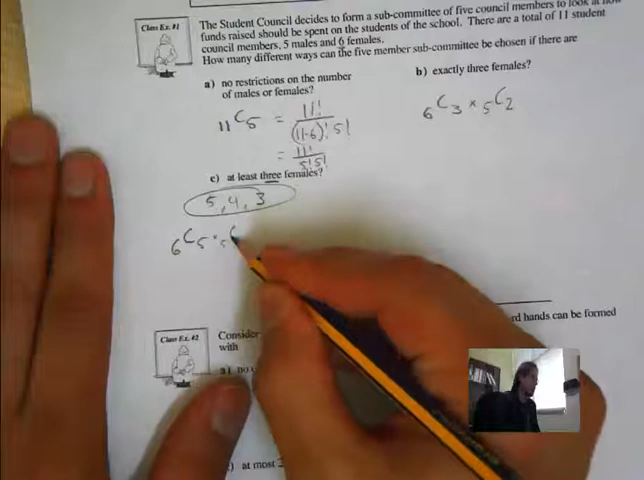 The Student Council decides to form a sub-committee of five council members to look at how
funds raised should be spent on the students of the school. There are a total of 11 student
council members, 5 males and 6 females.
How many different ways can the five member sub-committee be chosen if there are
Class Ex. #1
a) no restrictions on the number
of males or females?
b) exactly three females?
₁₁C₅ = 11! / (11-6)! 5!
= 11! / 5! 5!
₆C₃ × ₅C₂
c) at least three females?
5, 4, 3
₆C₅ · ₅C
Class Ex. #2
Consider
with
rd hands can be formed
a) no
) at most